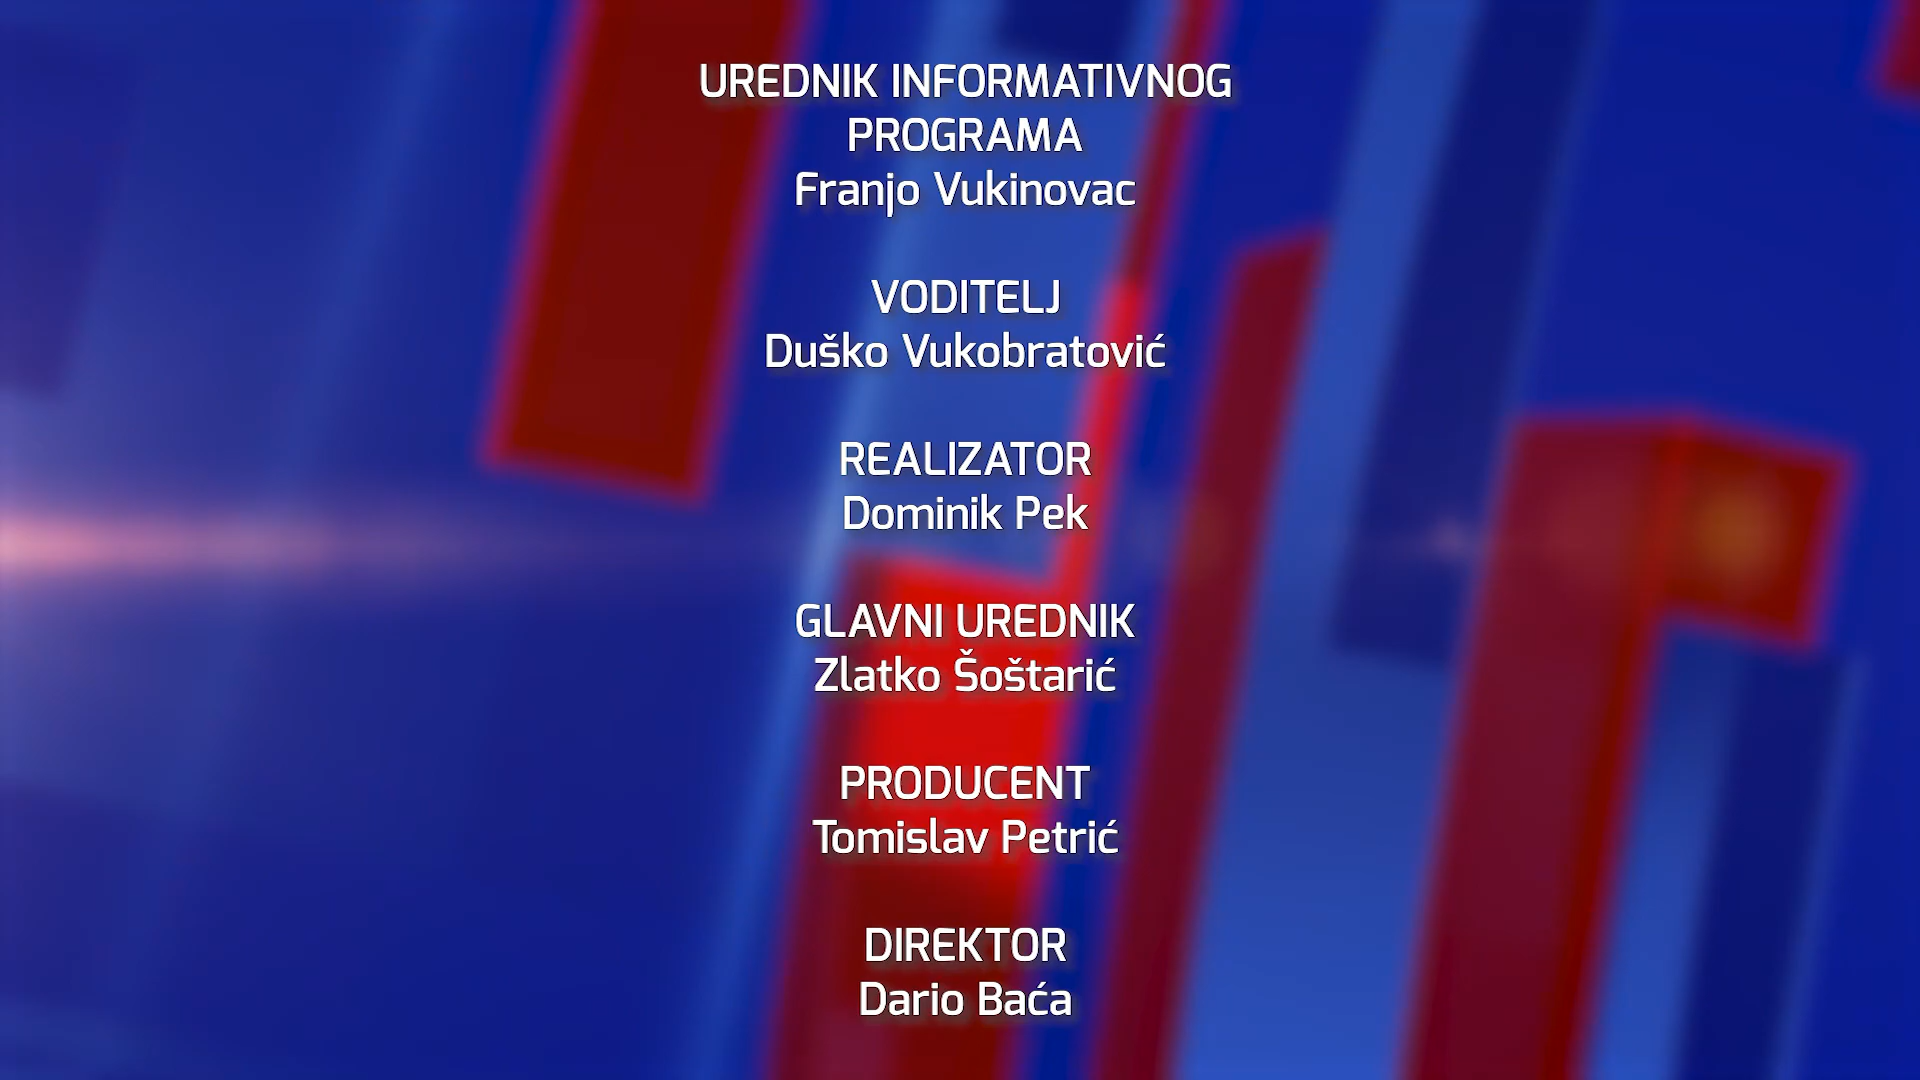 UREDNIK INFORMATIVNOG
PROGRAMA
Franjo Vukinovac
VODITELJ
Duško Vukobratović
REALIZATOR
Dominik Pek
GLAVNI UREDNIK
Zlatko Šoštarić
PRODUCENT
Tomislav Petrić
DIREKTOR
Dario Baća